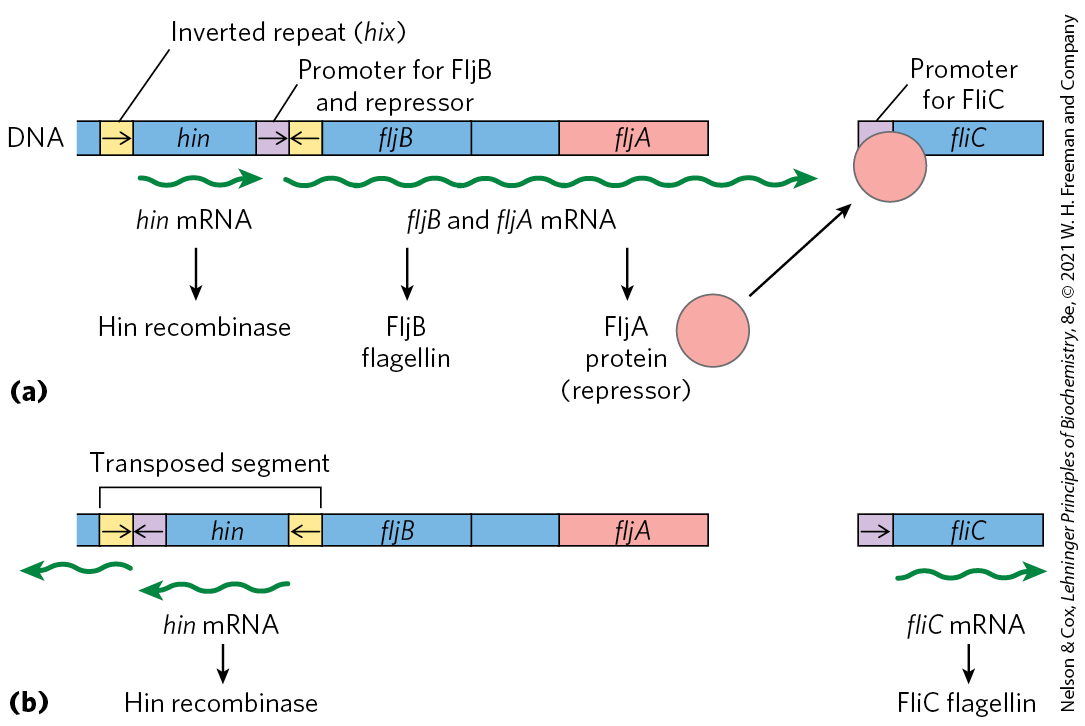 Inverted repeat (hix)
Promoter for FljB
and repressor
Promoter
for FliC
DNA
hin
fljB
fljA
fliC
hin mRNA
fljB and fljA mRNA
Hin recombinase
FljB
flagellin
FljA
protein
(repressor)
(a)
Transposed segment
hin
fljB
fljA
fliC
hin mRNA
fliC mRNA
Hin recombinase
FliC flagellin
(b)
Nelson & Cox, Lehninger Principles of Biochemistry, 8e, © 2021 W. H. Freeman and Company